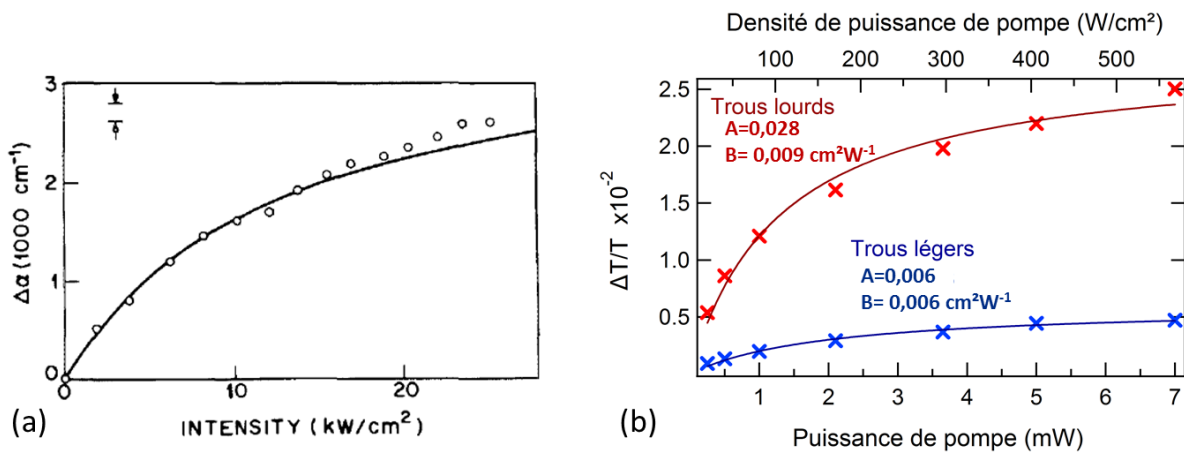 3
2
1
0
Δα (1000 cm⁻¹)
0
10
20
INTENSITY (kW/cm²)
(a)
Densité de puissance de pompe (W/cm²)
100
200
300
400
500
2.5
2.0
1.5
1.0
0.5
ΔT/T x10⁻²
Trous lourds
A=0,028
B= 0,009 cm²W⁻¹
Trous légers
A=0,006
B= 0,006 cm²W⁻¹
1
2
3
4
5
6
7
Puissance de pompe (mW)
(b)